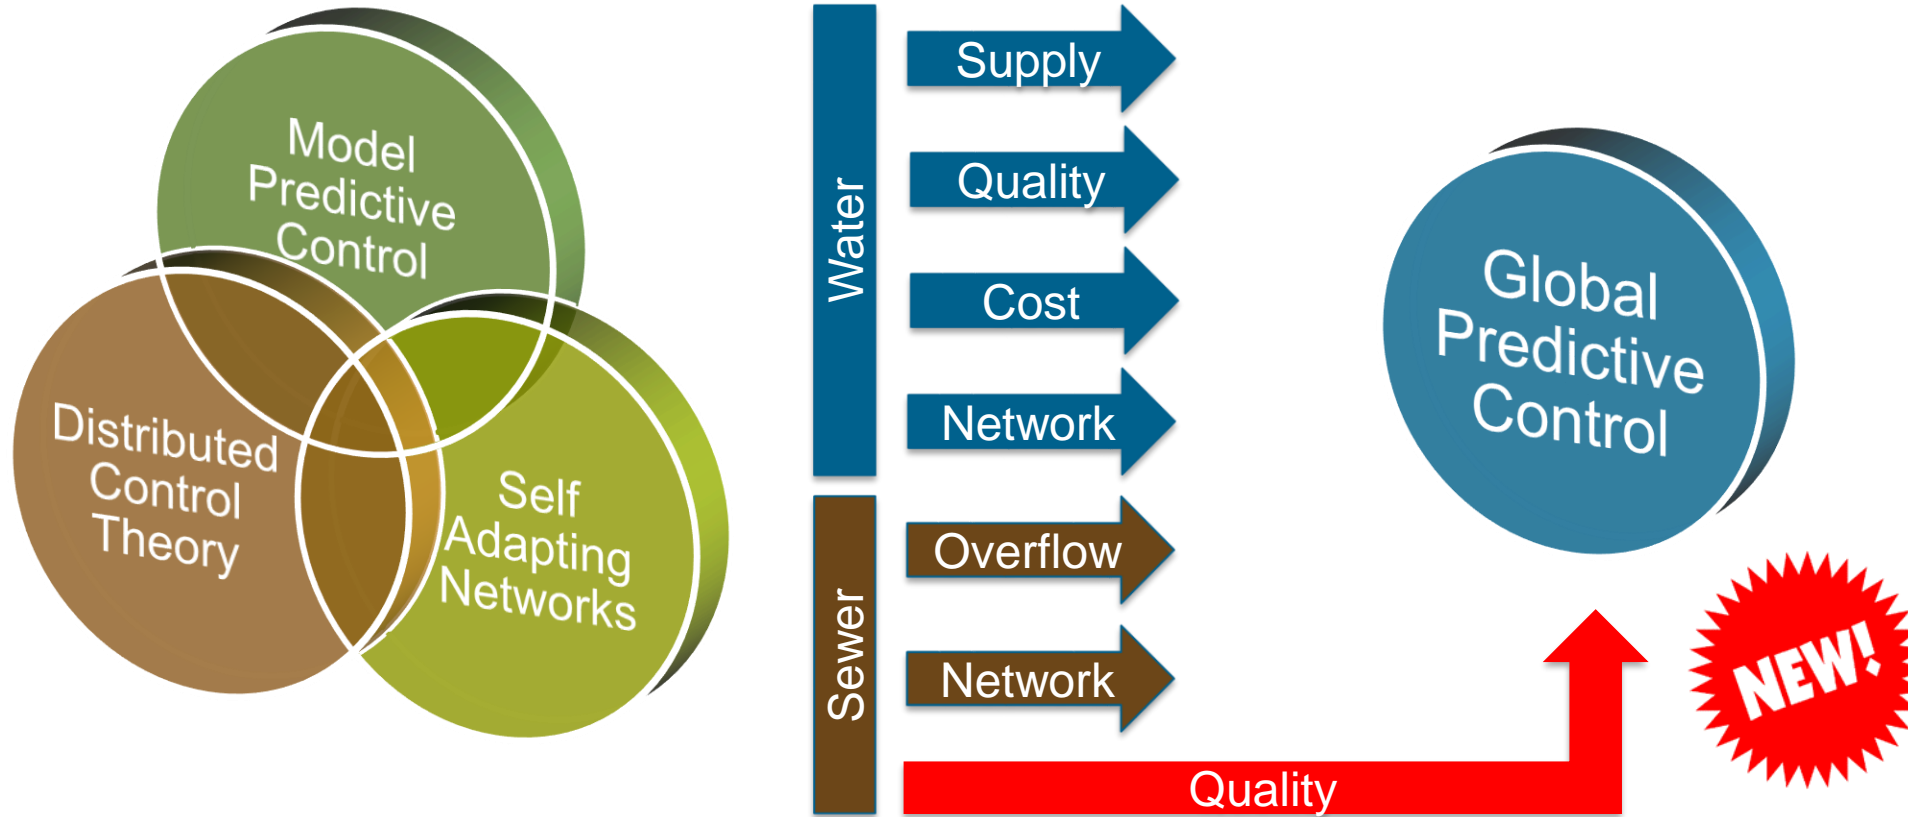 Model
Predictive
Control
Distributed
Control
Theory
Self
Adapting
Networks
Water
Supply
Quality
Cost
Network
Sewer
Overflow
Network
Quality
Global
Predictive
Control
NEW!